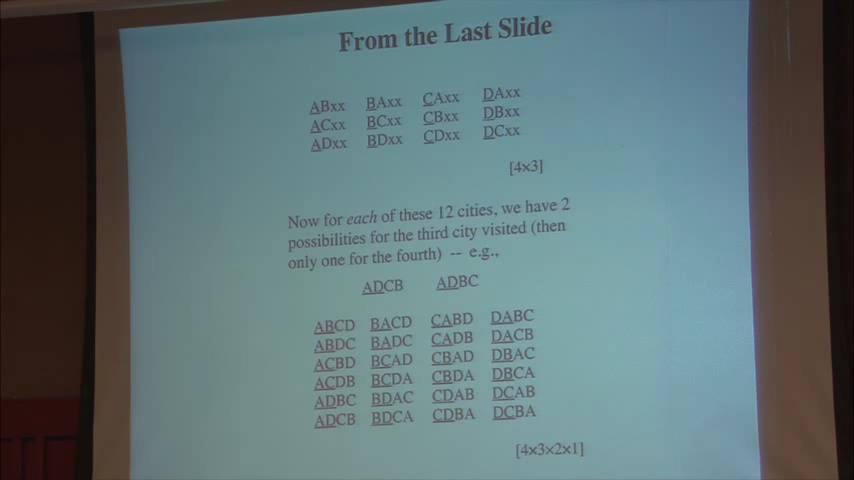 From the Last Slide
ABxx BAxx CAxx DAxx
ACxx BCxx CBxx DBxx
ADxx BDxx CDxx DCxx
[4×3]
Now for each of these 12 cities, we have 2
possibilities for the third city visited (then
only one for the fourth) -- e.g.,
ADCB ADBC
ABCD BACD CABD DABC
ABDC BADC CADB DACB
ACBD BCAD CBAD DBAC
ACDB BCDA CBDA DBCA
ADBC BDAC CDAB DCAB
ADCB BDCA CDBA DCBA
[4×3×2×1]